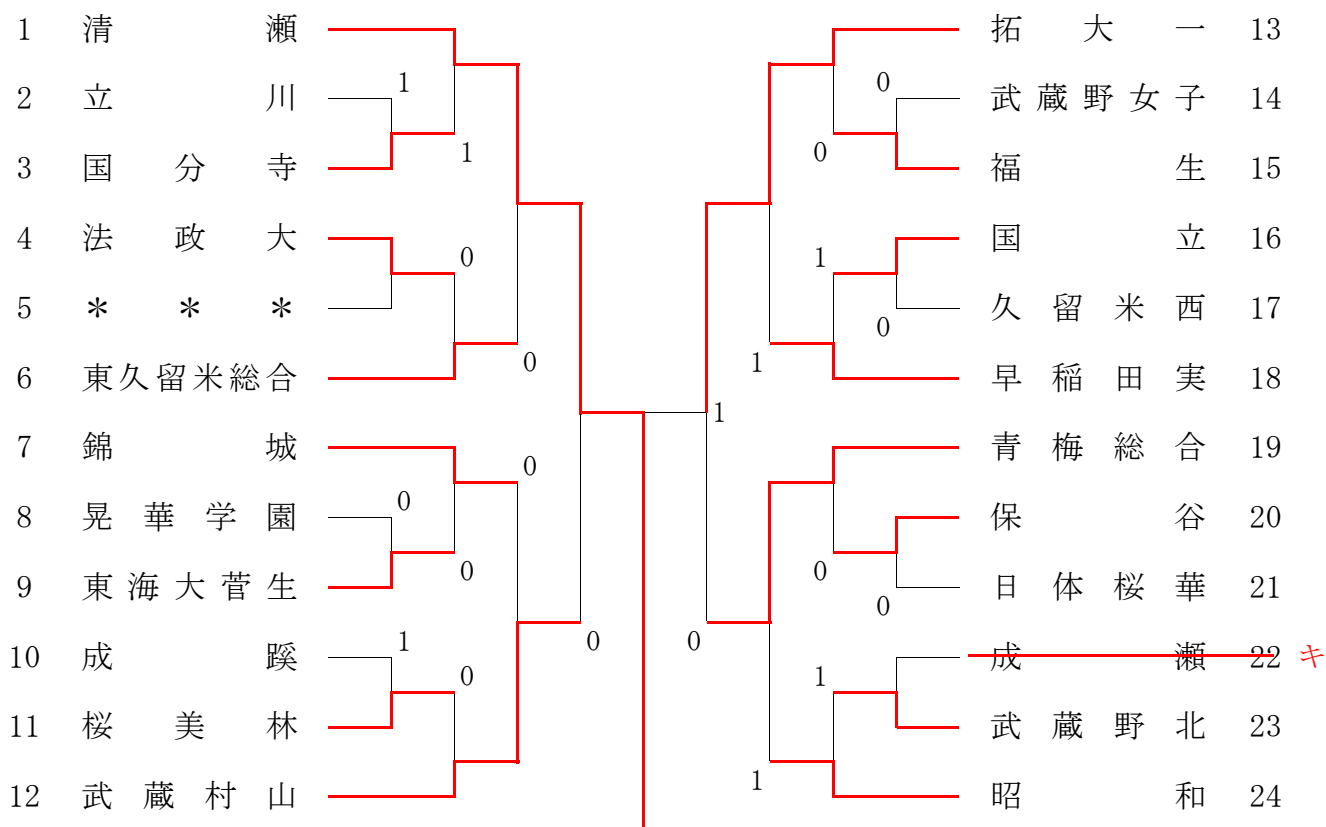 1 清瀬
拓大一 13
1
0
2 立川
武蔵野女子 14
1
0
3 国分寺
福生 15
4 法政大
国立 16
0
1
5 ＊＊＊
久留米西 17
0
0
1
6 東久留米総合
早稲田実 18
1
7 錦城
青梅総合 19
0
0
8 晃華学園
保谷 20
0
0
9 東海大菅生
日体桜華 21
0
1
0
0
10 成蹊
成瀬 22 キ
0
1
11 桜美林
武蔵野北 23
1
12 武蔵村山
昭和 24